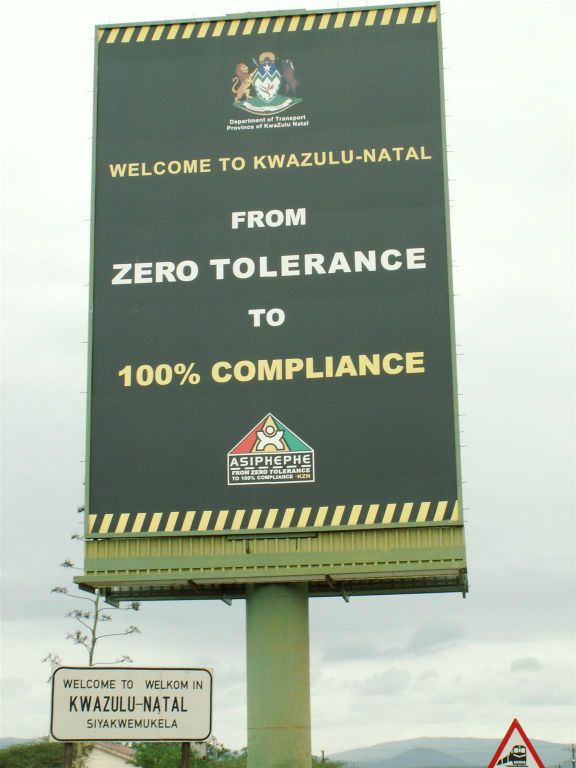 Department of Transport
Province of KwaZulu Natal
WELCOME TO KWAZULU-NATAL
FROM
ZERO TOLERANCE
TO
100% COMPLIANCE
ASIPHEPHE
FROM ZERO TOLERANCE
TO 100% COMPLIANCE -KZN
WELCOME TO WELKOM IN
KWAZULU-NATAL
SIYAKWEMUKELA